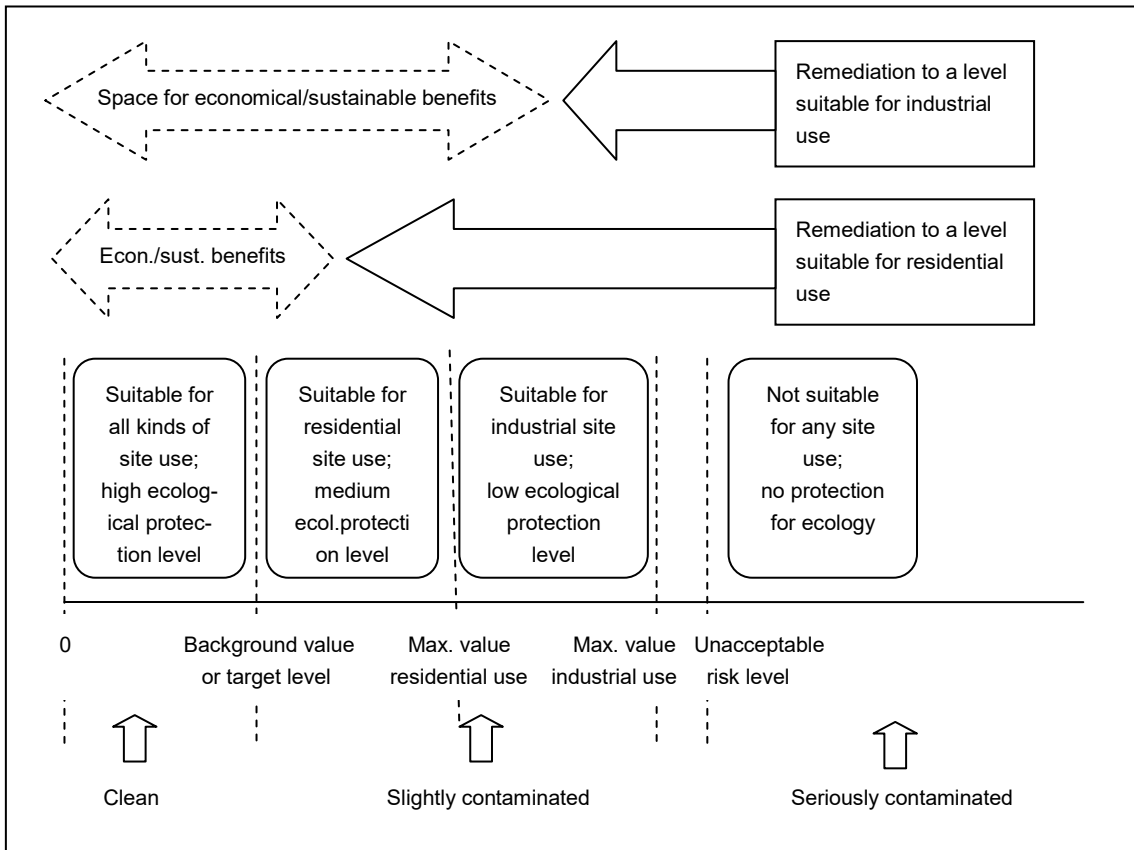 Space for economical/sustainable benefits
Remediation to a level
suitable for industrial
use
Econ./sust. benefits
Remediation to a level
suitable for residential
use
Suitable for
all kinds of
site use;
high ecolog-
ical protec-
tion level
Suitable for
residential
site use;
medium
ecol.protecti
on level
Suitable for
industrial site
use;
low ecological
protection
level
Not suitable
for any site
use;
no protection
for ecology
0
Background value
or target level
Max. value
residential use
Max. value
industrial use
Unacceptable
risk level
Clean
Slightly contaminated
Seriously contaminated